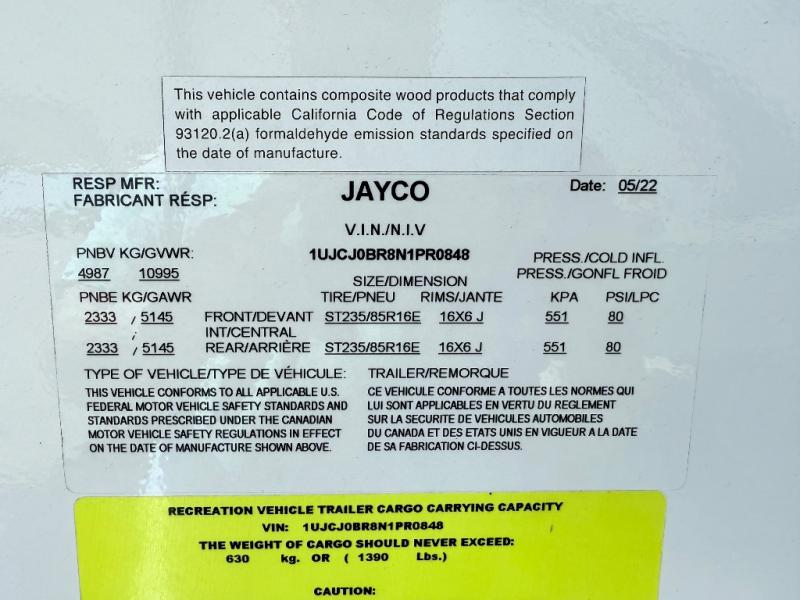 This vehicle contains composite wood products that comply
with applicable California Code of Regulations Section
93120.2(a) formaldehyde emission standards specified on
the date of manufacture.
RESP MFR: JAYCO Date: 05/22
FABRICANT RÉSP:
V.I.N./N.I.V
PNBV KG/GVWR: 1UJCJ0BR8N1PR0848 PRESS./COLD INFL.
4987 10995 SIZE/DIMENSION PRESS./GONFL FROID
PNBE KG/GAWR TIRE/PNEU RIMS/JANTE KPA PSI/LPC
2333 / 5145 FRONT/DEVANT ST235/85R16E 16X6 J 551 80
/ INT/CENTRAL
2333 / 5145 REAR/ARRIÈRE ST235/85R16E 16X6 J 551 80
TYPE OF VEHICLE/TYPE DE VÉHICULE: TRAILER/REMORQUE
THIS VEHICLE CONFORMS TO ALL APPLICABLE U.S. CE VEHICULE CONFORME A TOUTES LES NORMES QUI
FEDERAL MOTOR VEHICLE SAFETY STANDARDS AND LUI SONT APPLICABLES EN VERTU DU REGLEMENT
STANDARDS PRESCRIBED UNDER THE CANADIAN SUR LA SECURITE DE VEHICULES AUTOMOBILES
MOTOR VEHICLE SAFETY REGULATIONS IN EFFECT DU CANADA ET DES ETATS UNIS EN VIGUEUR A LA DATE
ON THE DATE OF MANUFACTURE SHOWN ABOVE. DE SA FABRICATION CI-DESSUS.
RECREATION VEHICLE TRAILER CARGO CARRYING CAPACITY
VIN: 1UJCJ0BR8N1PR0848
THE WEIGHT OF CARGO SHOULD NEVER EXCEED:
630 kg. OR ( 1390 Lbs.)
CAUTION: